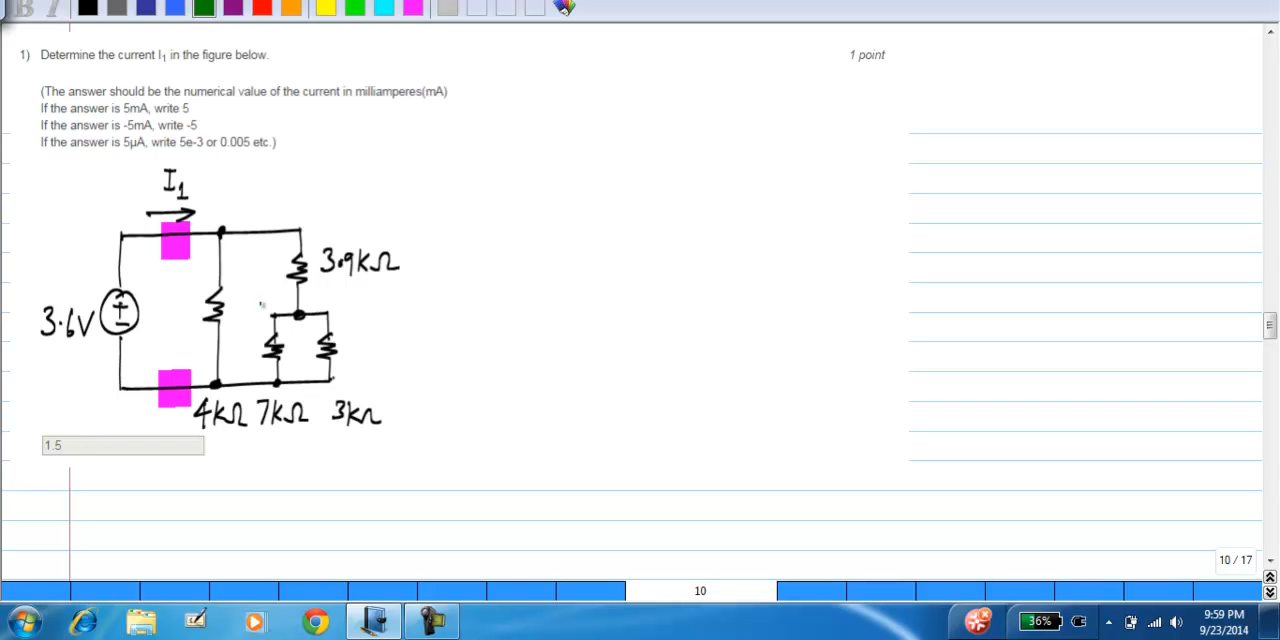 B I
1) Determine the current I1 in the figure below.
1 point
(The answer should be the numerical value of the current in milliamperes(mA)
If the answer is 5mA, write 5
If the answer is -5mA, write -5
If the answer is 5µA, write 5e-3 or 0.005 etc.)
I1
3.9kΩ
3.6V
+
−
4kΩ 7kΩ 3kΩ
1.5
10 / 17
10
36%
9:59 PM
9/23/2014